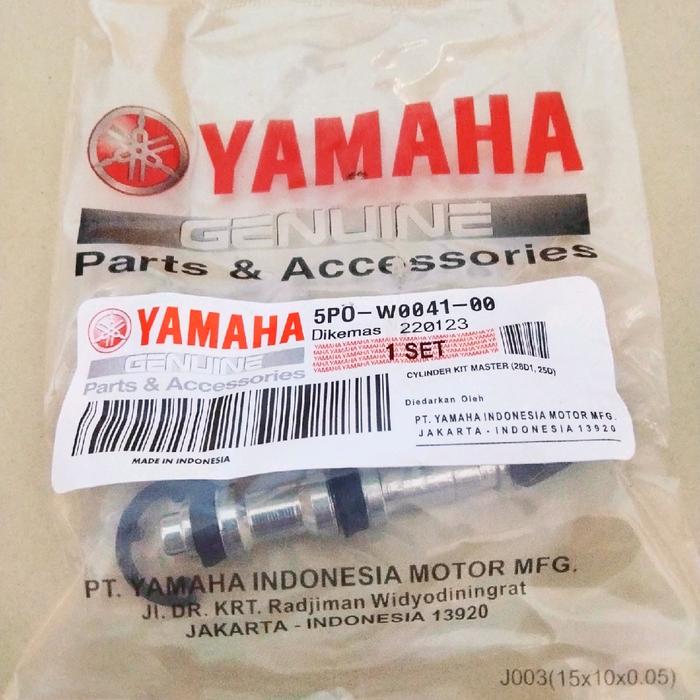 YAMAHA
GENUINE
Parts & Accessories
YAMAHA
GENUINE
Parts & Accessories
5PO-W0041-00
Dikemas 220123
1 SET
CYLINDER KIT MASTER (28D1, 25D)
Diedarkan Oleh
PT. YAMAHA INDONESIA MOTOR MFG.
JAKARTA - INDONESIA 13920
MADE IN INDONESIA
PT. YAMAHA INDONESIA MOTOR MFG.
Jl. DR. KRT. Radjiman Widyodiningrat
JAKARTA - INDONESIA 13920
J003(15x10x0.05)